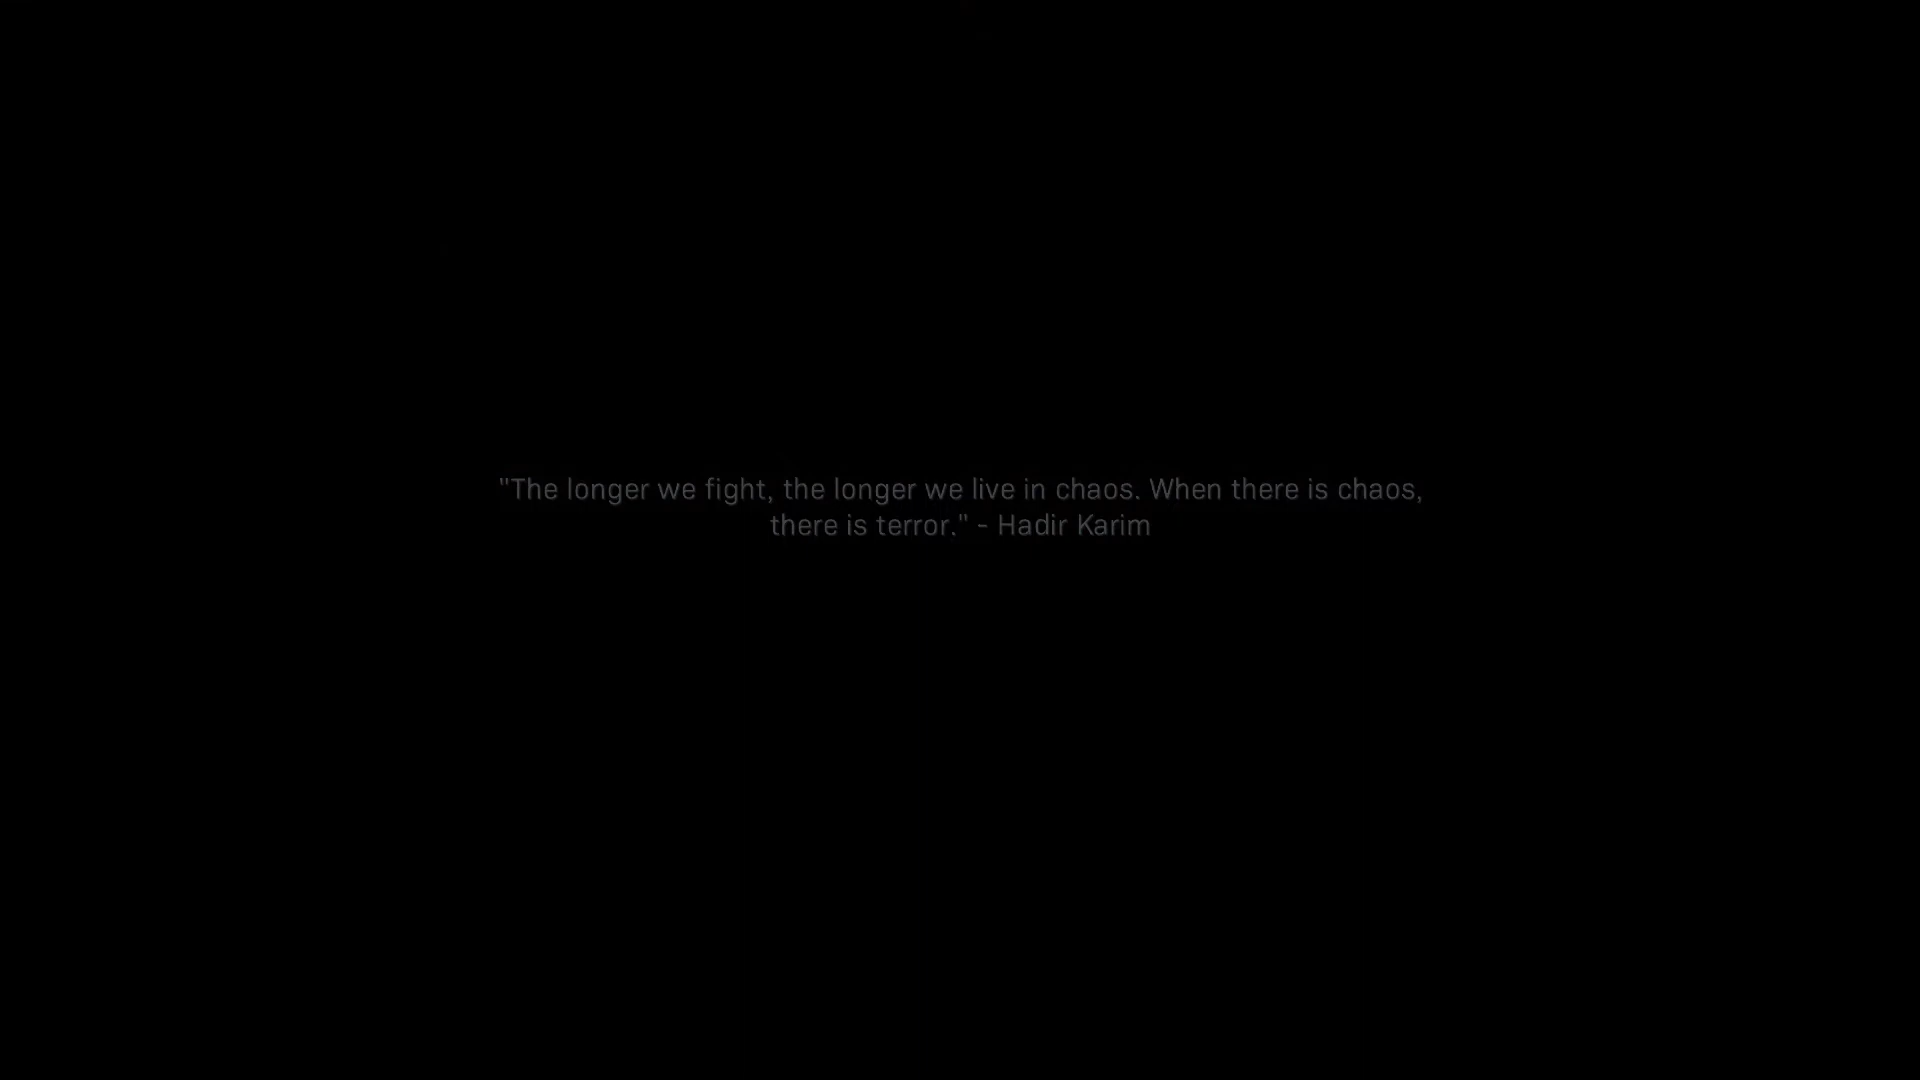 "The longer we fight, the longer we live in chaos. When there is chaos,
there is terror." - Hadir Karim